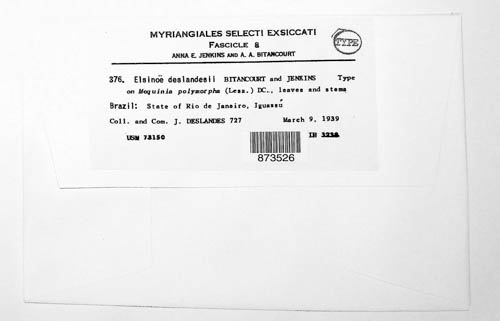 MYRIANGIALES SELECTI EXSICCATI
FASCICLE 8
ANNA E. JENKINS AND A. A. BITANCOURT
TYPE
376. Elsinoë deslandesii BITANCOURT and JENKINS Type
on Moquinia polymorpha (Less.) DC., leaves and stems
Brazil: State of Rio de Janeiro, Iguassú
Coll. and Com. J. DESLANDES 727 March 9, 1939
USM 73150 IB 3238
873526